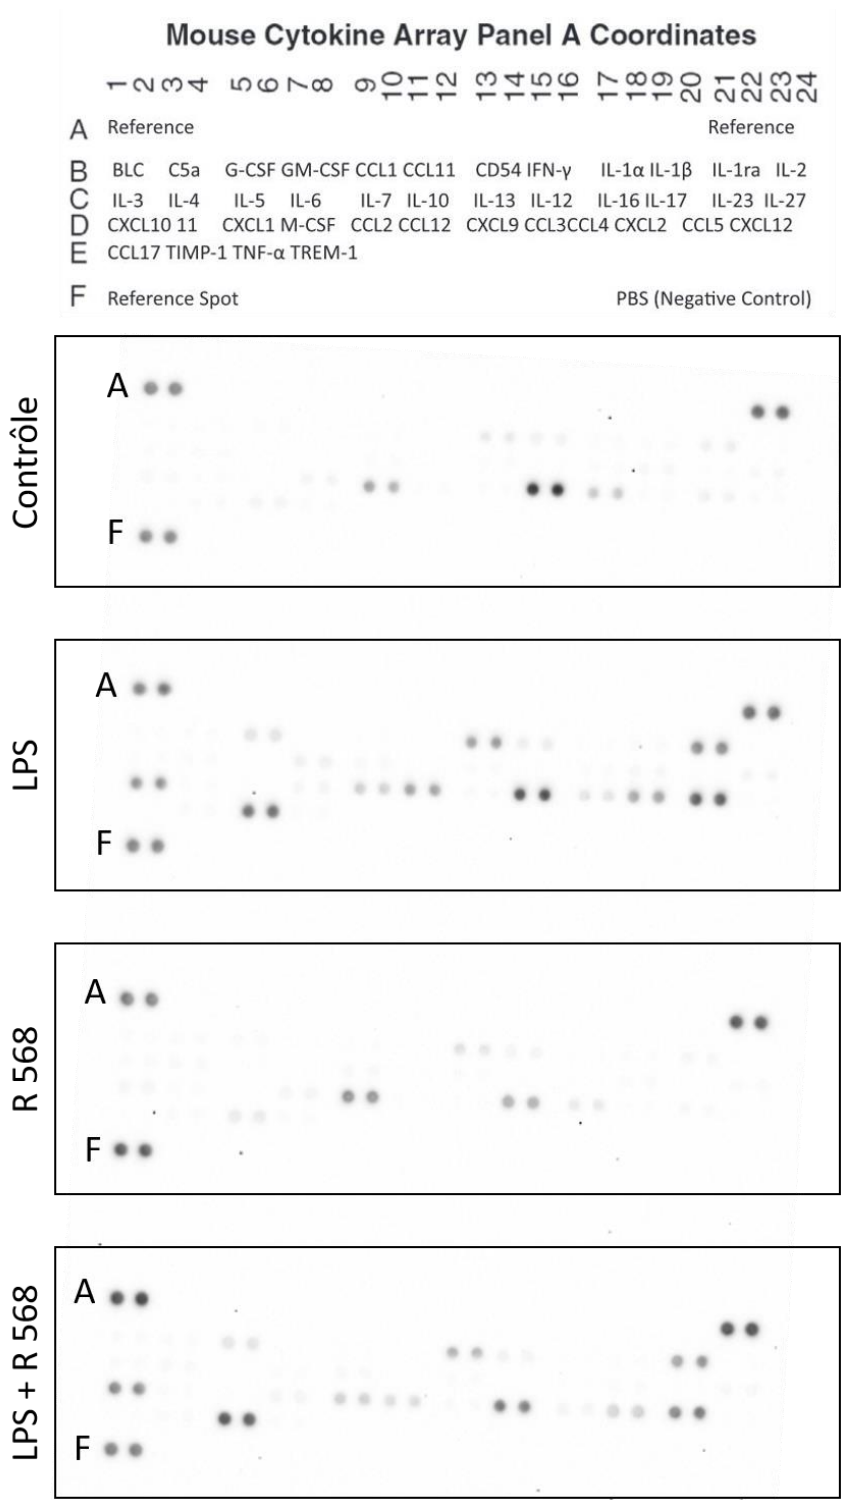 Mouse Cytokine Array Panel A Coordinates
1 2 3 4 5 6 7 8 9 10 11 12 13 14 15 16 17 18 19 20 21 22 23 24
A Reference Reference
B BLC C5a G-CSF GM-CSF CCL1 CCL11 CD54 IFN-γ IL-1α IL-1β IL-1ra IL-2
C IL-3 IL-4 IL-5 IL-6 IL-7 IL-10 IL-13 IL-12 IL-16 IL-17 IL-23 IL-27
D CXCL10 11 CXCL1 M-CSF CCL2 CCL12 CXCL9 CCL3CCL4 CXCL2 CCL5 CXCL12
E CCL17 TIMP-1 TNF-α TREM-1
F Reference Spot PBS (Negative Control)
Contrôle
A
F
LPS
A
F
R 568
A
F
LPS + R 568
A
F